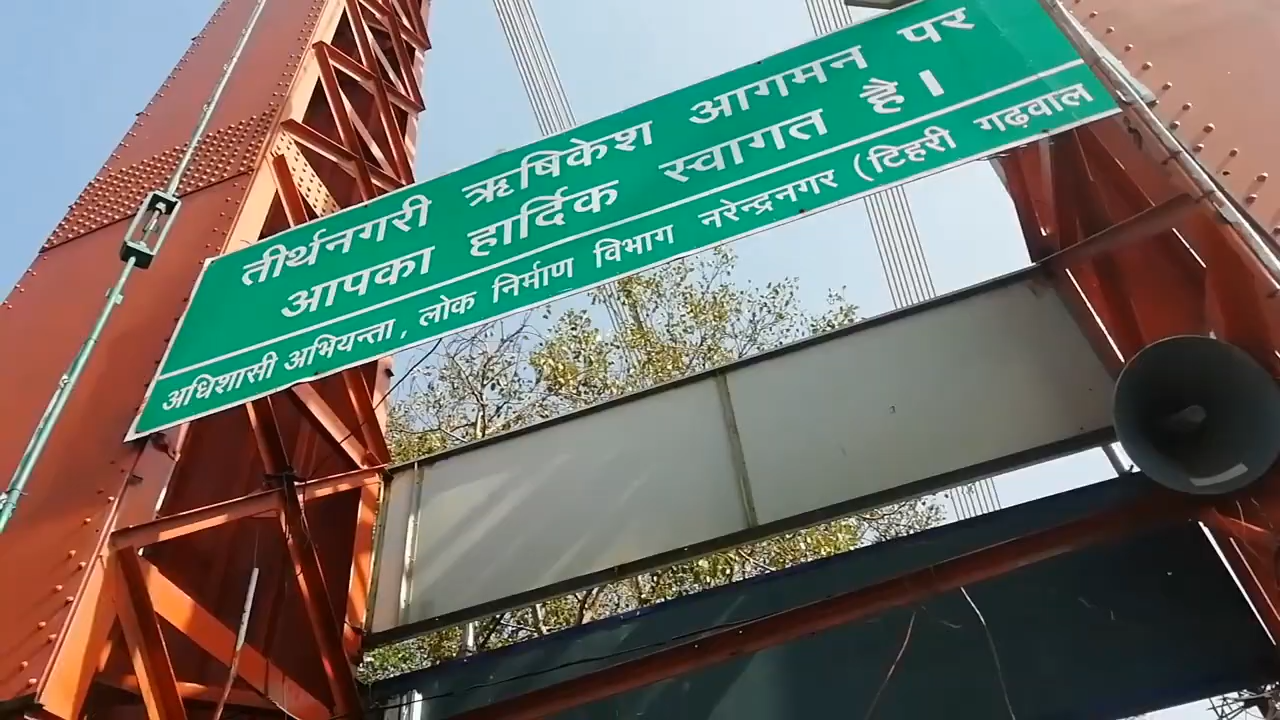 तीर्थनगरी ऋषिकेश आगमन पर
आपका हार्दिक स्वागत है।
अधिशासी अभियन्ता, लोक निर्माण विभाग नरेन्द्रनगर (टिहरी गढ़वाल